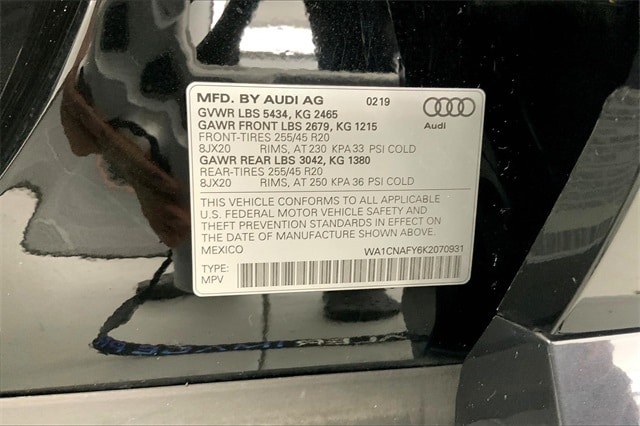 MFD. BY AUDI AG 02/19
GVWR LBS 5434, KG 2465
GAWR FRONT LBS 2679, KG 1215
FRONT-TIRES 255/45 R20
8JX20 RIMS, AT 230 KPA 33 PSI COLD
GAWR REAR LBS 3042, KG 1380
REAR-TIRES 255/45 R20
8JX20 RIMS, AT 250 KPA 36 PSI COLD
Audi
THIS VEHICLE CONFORMS TO ALL APPLICABLE
U.S. FEDERAL MOTOR VEHICLE SAFETY AND
THEFT PREVENTION STANDARDS IN EFFECT ON
THE DATE OF MANUFACTURE SHOWN ABOVE.
MEXICO WA1CNAFY6K2070931
TYPE:
MPV